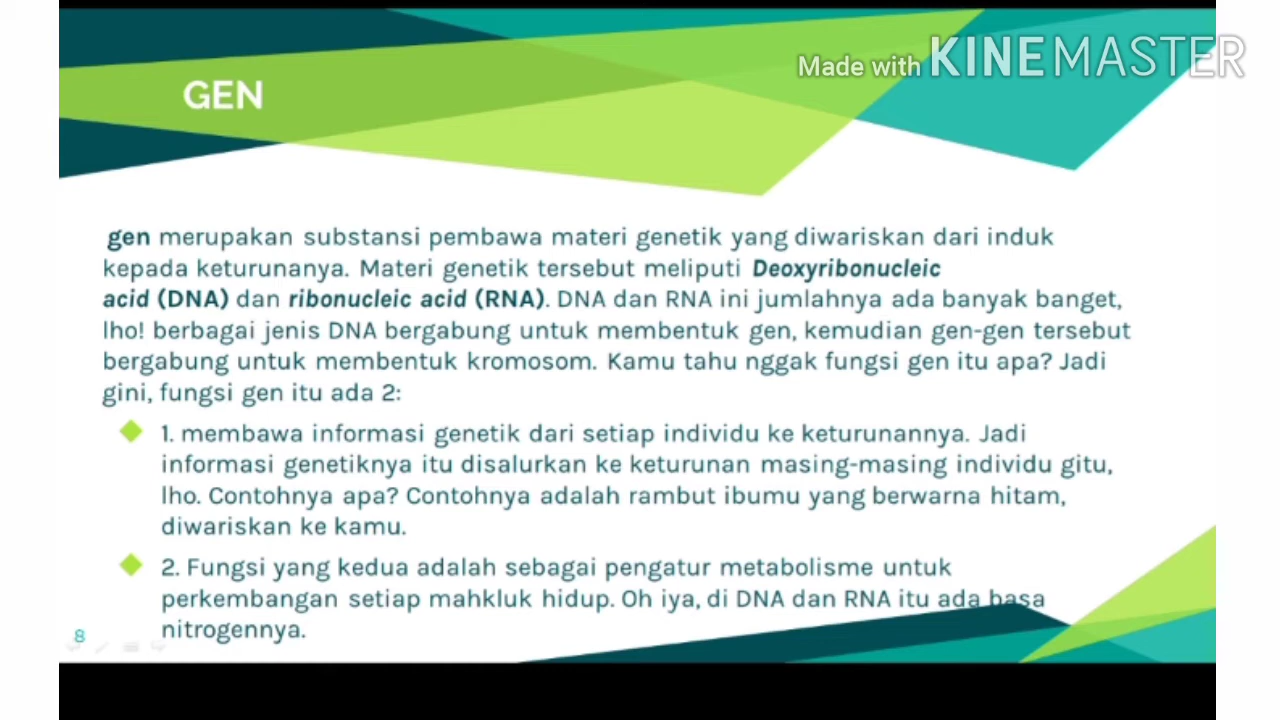 Made with KINEMASTER
GEN
gen merupakan substansi pembawa materi genetik yang diwariskan dari induk
kepada keturunanya. Materi genetik tersebut meliputi Deoxyribonucleic
acid (DNA) dan ribonucleic acid (RNA). DNA dan RNA ini jumlahnya ada banyak banget,
lho! berbagai jenis DNA bergabung untuk membentuk gen, kemudian gen-gen tersebut
bergabung untuk membentuk kromosom. Kamu tahu nggak fungsi gen itu apa? Jadi
gini, fungsi gen itu ada 2:
1. membawa informasi genetik dari setiap individu ke keturunannya. Jadi
informasi genetiknya itu disalurkan ke keturunan masing-masing individu gitu,
lho. Contohnya apa? Contohnya adalah rambut ibumu yang berwarna hitam,
diwariskan ke kamu.
2. Fungsi yang kedua adalah sebagai pengatur metabolisme untuk
perkembangan setiap mahkluk hidup. Oh iya, di DNA dan RNA itu ada basa
nitrogennya.
8